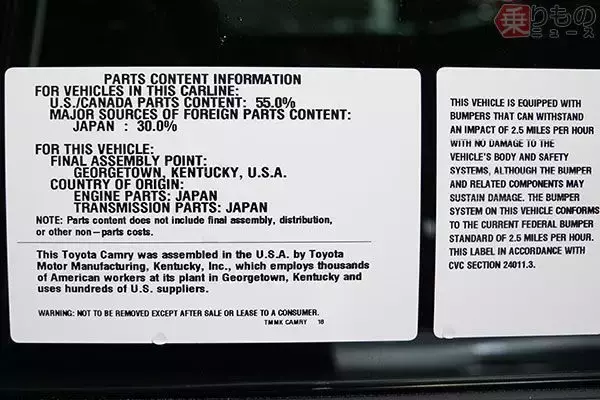 乗りものニュース
PARTS CONTENT INFORMATION
FOR VEHICLES IN THIS CARLINE:
U.S./CANADA PARTS CONTENT: 55.0%
MAJOR SOURCES OF FOREIGN PARTS CONTENT:
JAPAN : 30.0%
FOR THIS VEHICLE:
FINAL ASSEMBLY POINT:
GEORGETOWN, KENTUCKY, U.S.A.
COUNTRY OF ORIGIN:
ENGINE PARTS: JAPAN
TRANSMISSION PARTS: JAPAN
NOTE: Parts content does not include final assembly, distribution,
or other non-parts costs.
This Toyota Camry was assembled in the U.S.A. by Toyota
Motor Manufacturing, Kentucky, Inc., which employs thousands
of American workers at its plant in Georgetown, Kentucky and
uses hundreds of U.S. suppliers.
WARNING: NOT TO BE REMOVED EXCEPT AFTER SALE OR LEASE TO A CONSUMER.
TMMK CAMRY 18
THIS VEHICLE IS EQUIPPED WITH
BUMPERS THAT CAN WITHSTAND
AN IMPACT OF 2.5 MILES PER HOUR
WITH NO DAMAGE TO THE
VEHICLE'S BODY AND SAFETY
SYSTEMS, ALTHOUGH THE BUMPER
AND RELATED COMPONENTS MAY
SUSTAIN DAMAGE. THE BUMPER
SYSTEM ON THIS VEHICLE CONFORMS
TO THE CURRENT FEDERAL BUMPER
STANDARD OF 2.5 MILES PER HOUR.
THIS LABEL IN ACCORDANCE WITH
CVC SECTION 24011.3.